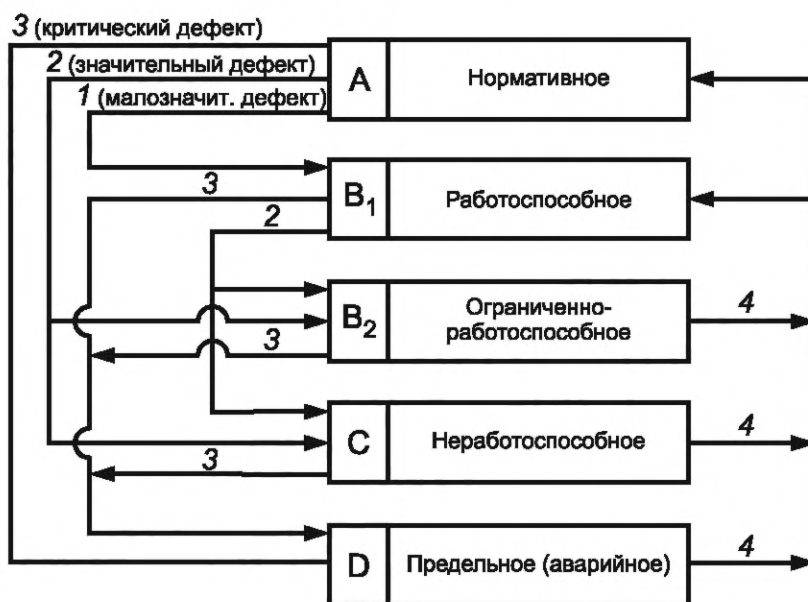 3 (критический дефект)
2 (значительный дефект)
1 (малозначит. дефект)
A Нормативное
3
B1 Работоспособное
2
B2 Ограниченно-
работоспособное
4
3
C Неработоспособное
4
3
D Предельное (аварийное)
4